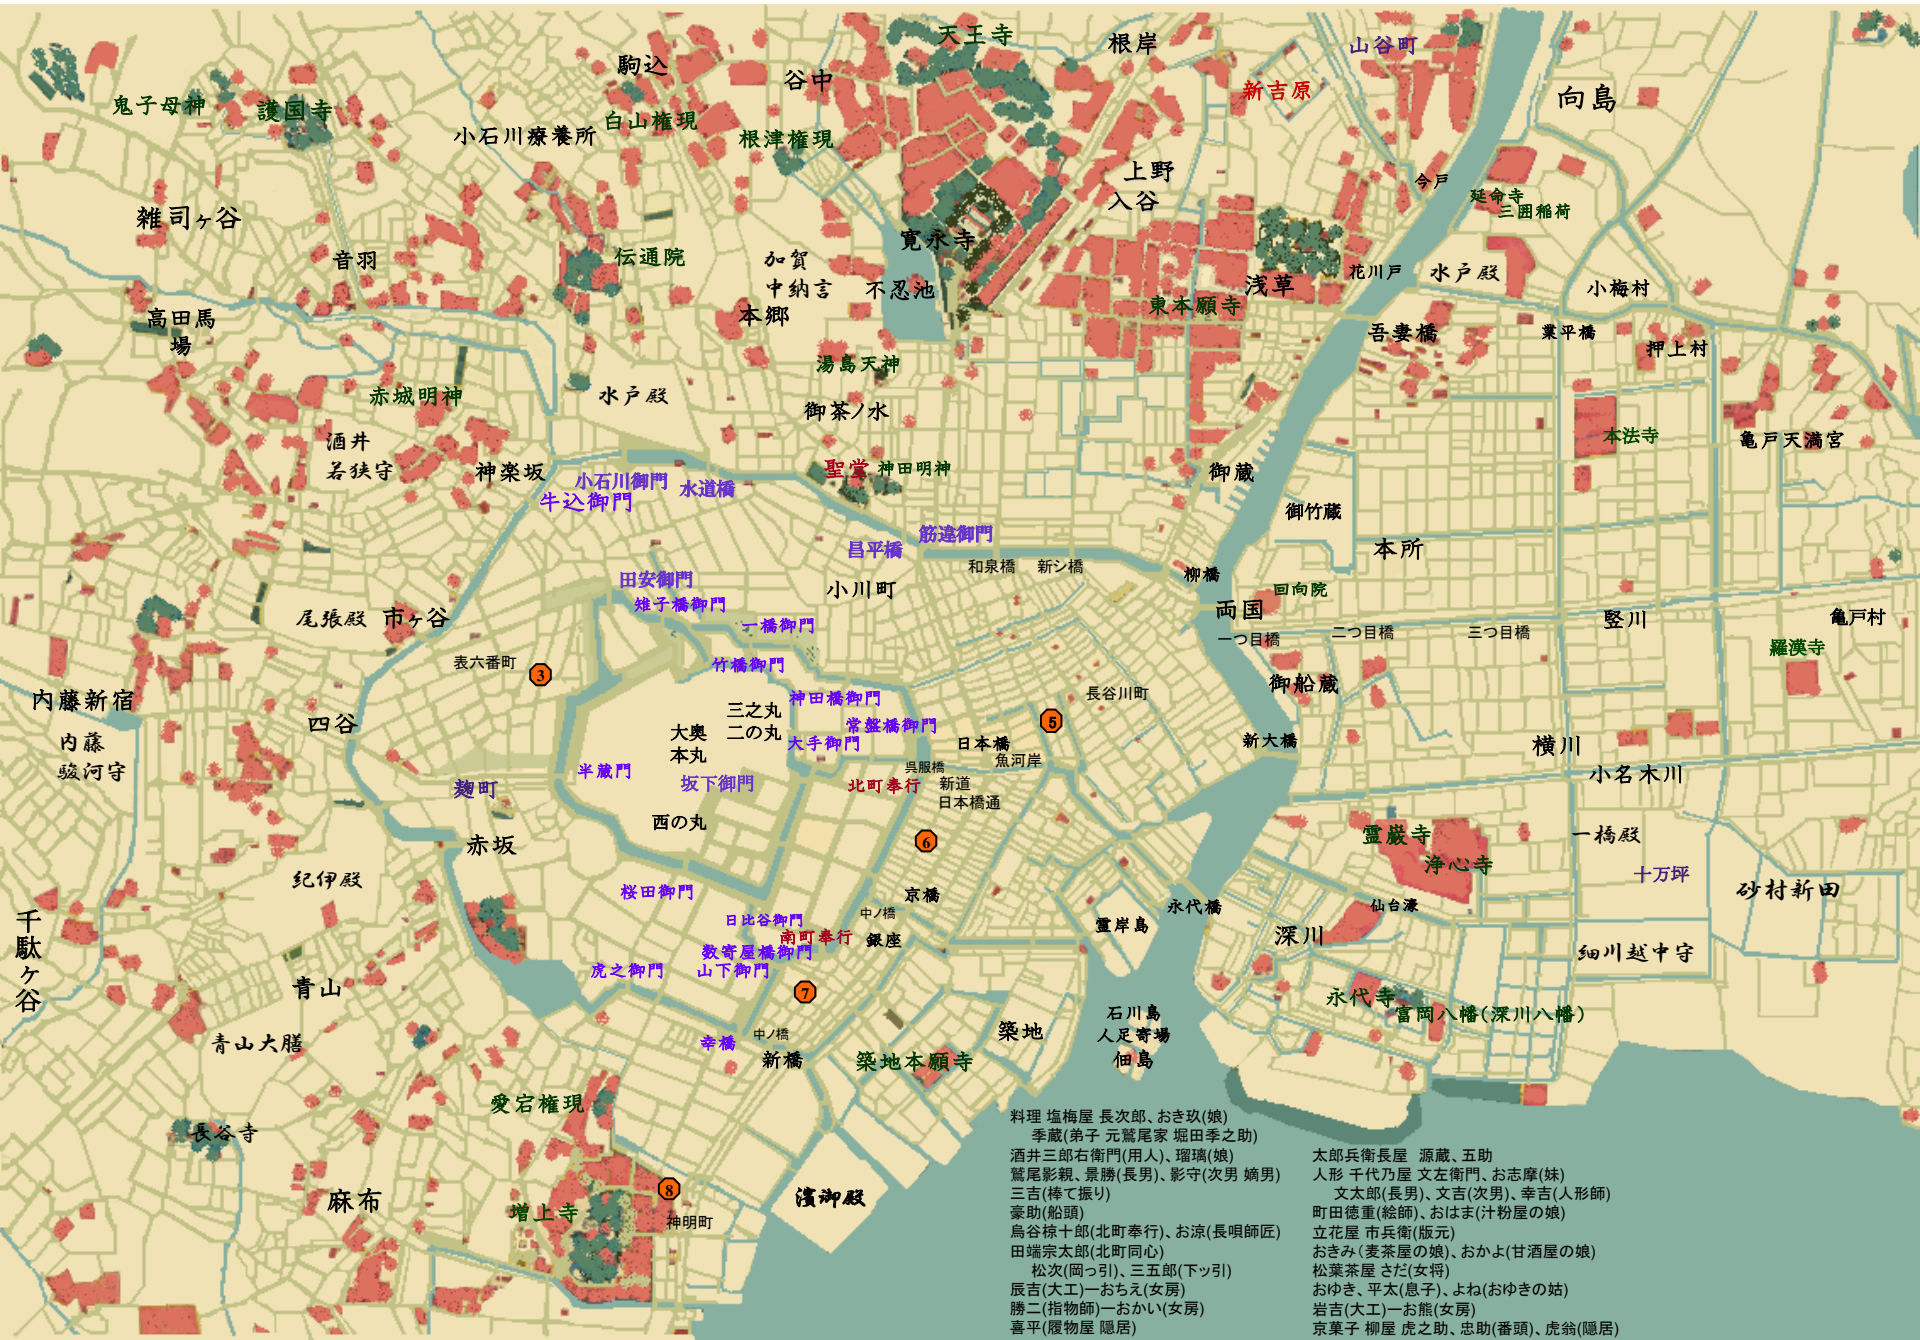 天王寺
根岸
山谷町
駒込
谷中
新吉原
向島
鬼子母神
護国寺
小石川療養所
白山権現
根津権現
上野
入谷
今戸
延命寺
三囲稲荷
雑司ヶ谷
音羽
伝通院
加賀
中納言
本郷
寛永寺
不忍池
浅草
東本願寺
花川戸
水戸殿
小梅村
高田馬
場
吾妻橋
業平橋
押上村
湯島天神
赤城明神
水戸殿
御茶ノ水
酒井
若狭守
神楽坂
聖堂
神田明神
御蔵
本法寺
亀戸天満宮
小石川御門
牛込御門
水道橋
御竹蔵
筋違御門
昌平橋
和泉橋
新シ橋
柳橋
本所
田安御門
雉子橋御門
小川町
一橋御門
回向院
両国
一つ目橋
二つ目橋
三つ目橋
竪川
亀戸村
羅漢寺
尾張殿
市ヶ谷
表六番町
3
竹橋御門
神田橋御門
長谷川町
御船蔵
内藤新宿
内藤
駿河守
四谷
三之丸
二の丸
大奥
本丸
常盤橋御門
大手御門
5
日本橋
魚河岸
新大橋
横川
小名木川
半蔵門
坂下御門
呉服橋
北町奉行
新道
日本橋通
麹町
西の丸
赤坂
6
霊巌寺
浄心寺
一橋殿
十万坪
砂村新田
紀伊殿
桜田御門
日比谷御門
南町奉行
中ノ橋
京橋
銀座
霊岸島
永代橋
仙台濠
深川
細川越中守
千駄ヶ谷
数寄屋橋御門
山下御門
虎之御門
青山
7
永代寺
富岡八幡(深川八幡)
青山大膳
幸橋
中ノ橋
新橋
築地
築地本願寺
石川島
人足寄場
佃島
愛宕権現
長谷寺
麻布
増上寺
8
神明町
濱御殿
料理 塩梅屋 長次郎、おき玖(娘)
季蔵(弟子 元鷲尾家 堀田季之助)
酒井三郎右衛門(用人)、瑠璃(娘)
鷲尾影親、景勝(長男)、影守(次男 嫡男)
三吉(棒て振り)
豪助(船頭)
烏谷椋十郎(北町奉行)、お涼(長唄師匠)
田端宗太郎(北町同心)
松次(岡っ引)、三五郎(下ッ引)
辰吉(大工)ーおちえ(女房)
勝二(指物師)ーおかい(女房)
喜平(履物屋 隠居)
太郎兵衛長屋 源蔵、五助
人形 千代乃屋 文左衛門、お志摩(妹)
文太郎(長男)、文吉(次男)、幸吉(人形師)
町田徳重(絵師)、おはま(汁粉屋の娘)
立花屋 市兵衛(版元)
おきみ(麦茶屋の娘)、おかよ(甘酒屋の娘)
松葉茶屋 さだ(女将)
おゆき、平太(息子)、よね(おゆきの姑)
岩吉(大工)ーお熊(女房)
京菓子 柳屋 虎之助、忠助(番頭)、虎翁(隠居)